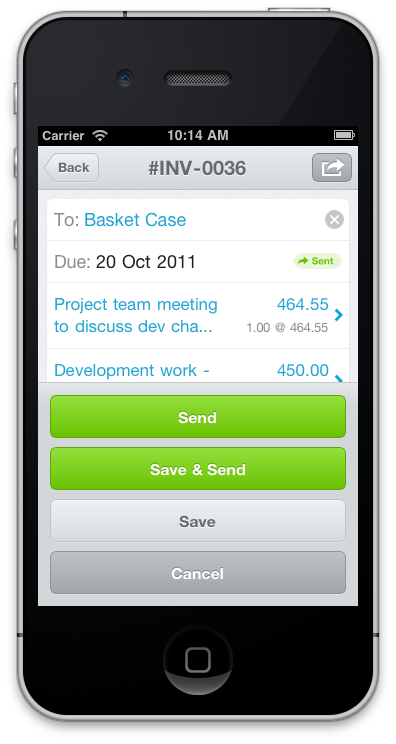 Carrier 10:14 AM
Back #INV-0036
To: Basket Case
Due: 20 Oct 2011 Sent
Project team meeting 464.55
to discuss dev cha... 1.00 @ 464.55
Development work - 450.00
Send
Save & Send
Save
Cancel